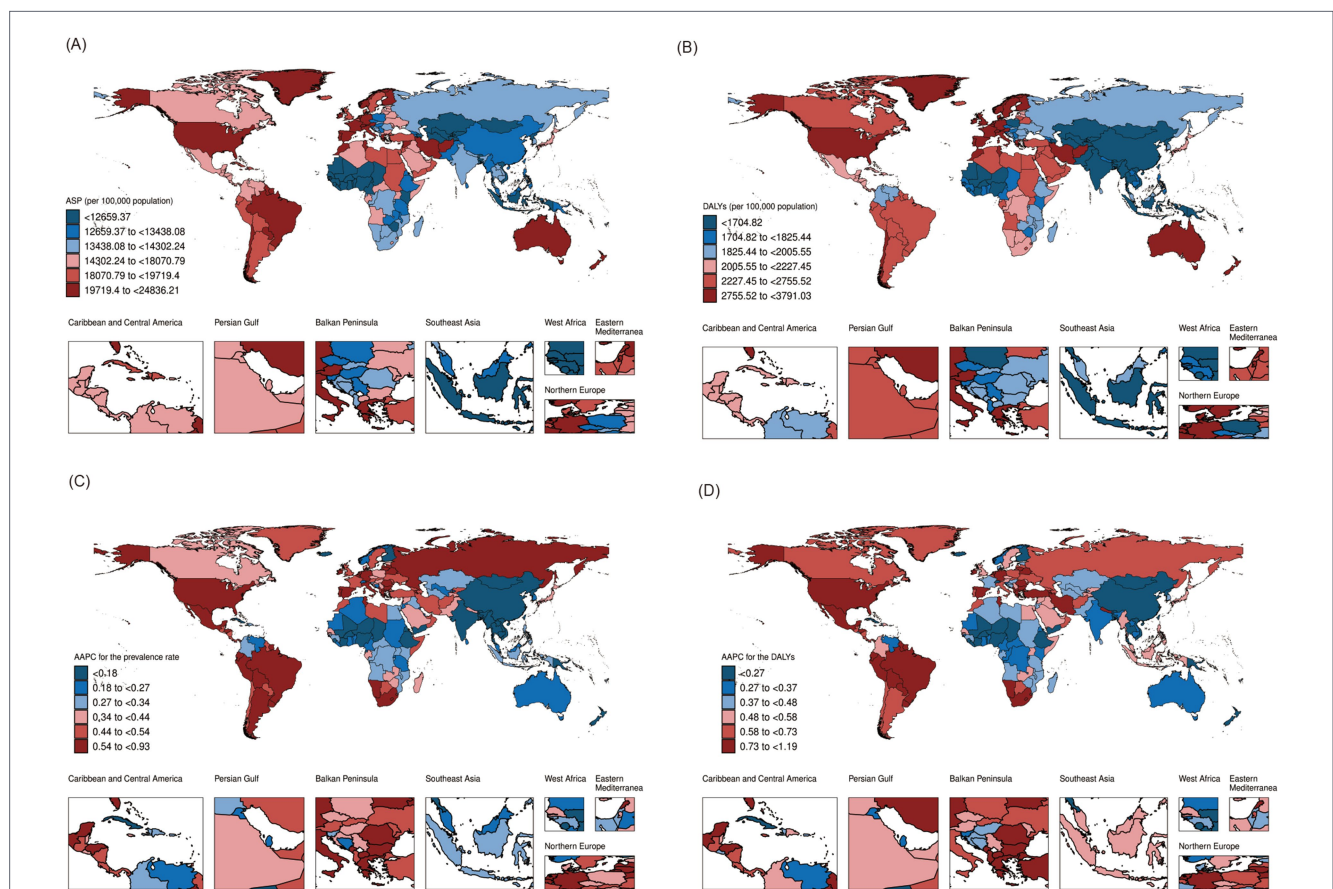 (A)
ASP (per 100,000 population)
<12659.37
12659.37 to <13438.08
13438.08 to <14302.24
14302.24 to <18070.79
18070.79 to <19719.4
19719.4 to <24836.21
Caribbean and Central America
Persian Gulf
Balkan Peninsula
Southeast Asia
West Africa
Eastern
Mediterranea
Northern Europe
(B)
DALYs (per 100,000 population)
<1704.82
1704.82 to <1825.44
1825.44 to <2005.55
2005.55 to <2227.45
2227.45 to <2755.52
2755.52 to <3791.03
Caribbean and Central America
Persian Gulf
Balkan Peninsula
Southeast Asia
West Africa
Eastern
Mediterranea
Northern Europe
(C)
AAPC for the prevalence rate
<0.18
0.18 to <0.27
0.27 to <0.34
0.34 to <0.44
0.44 to <0.54
0.54 to <0.93
Caribbean and Central America
Persian Gulf
Balkan Peninsula
Southeast Asia
West Africa
Eastern
Mediterranea
Northern Europe
(D)
AAPC for the DALYs
<0.27
0.27 to <0.37
0.37 to <0.48
0.48 to <0.58
0.58 to <0.73
0.73 to <1.19
Caribbean and Central America
Persian Gulf
Balkan Peninsula
Southeast Asia
West Africa
Eastern
Mediterranea
Northern Europe